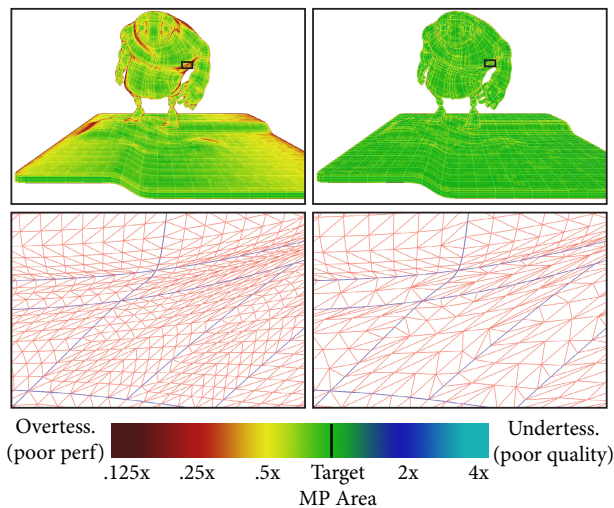 Overtess.
(poor perf)
.125x .25x .5x Target 2x 4x
MP Area
Undertess.
(poor quality)